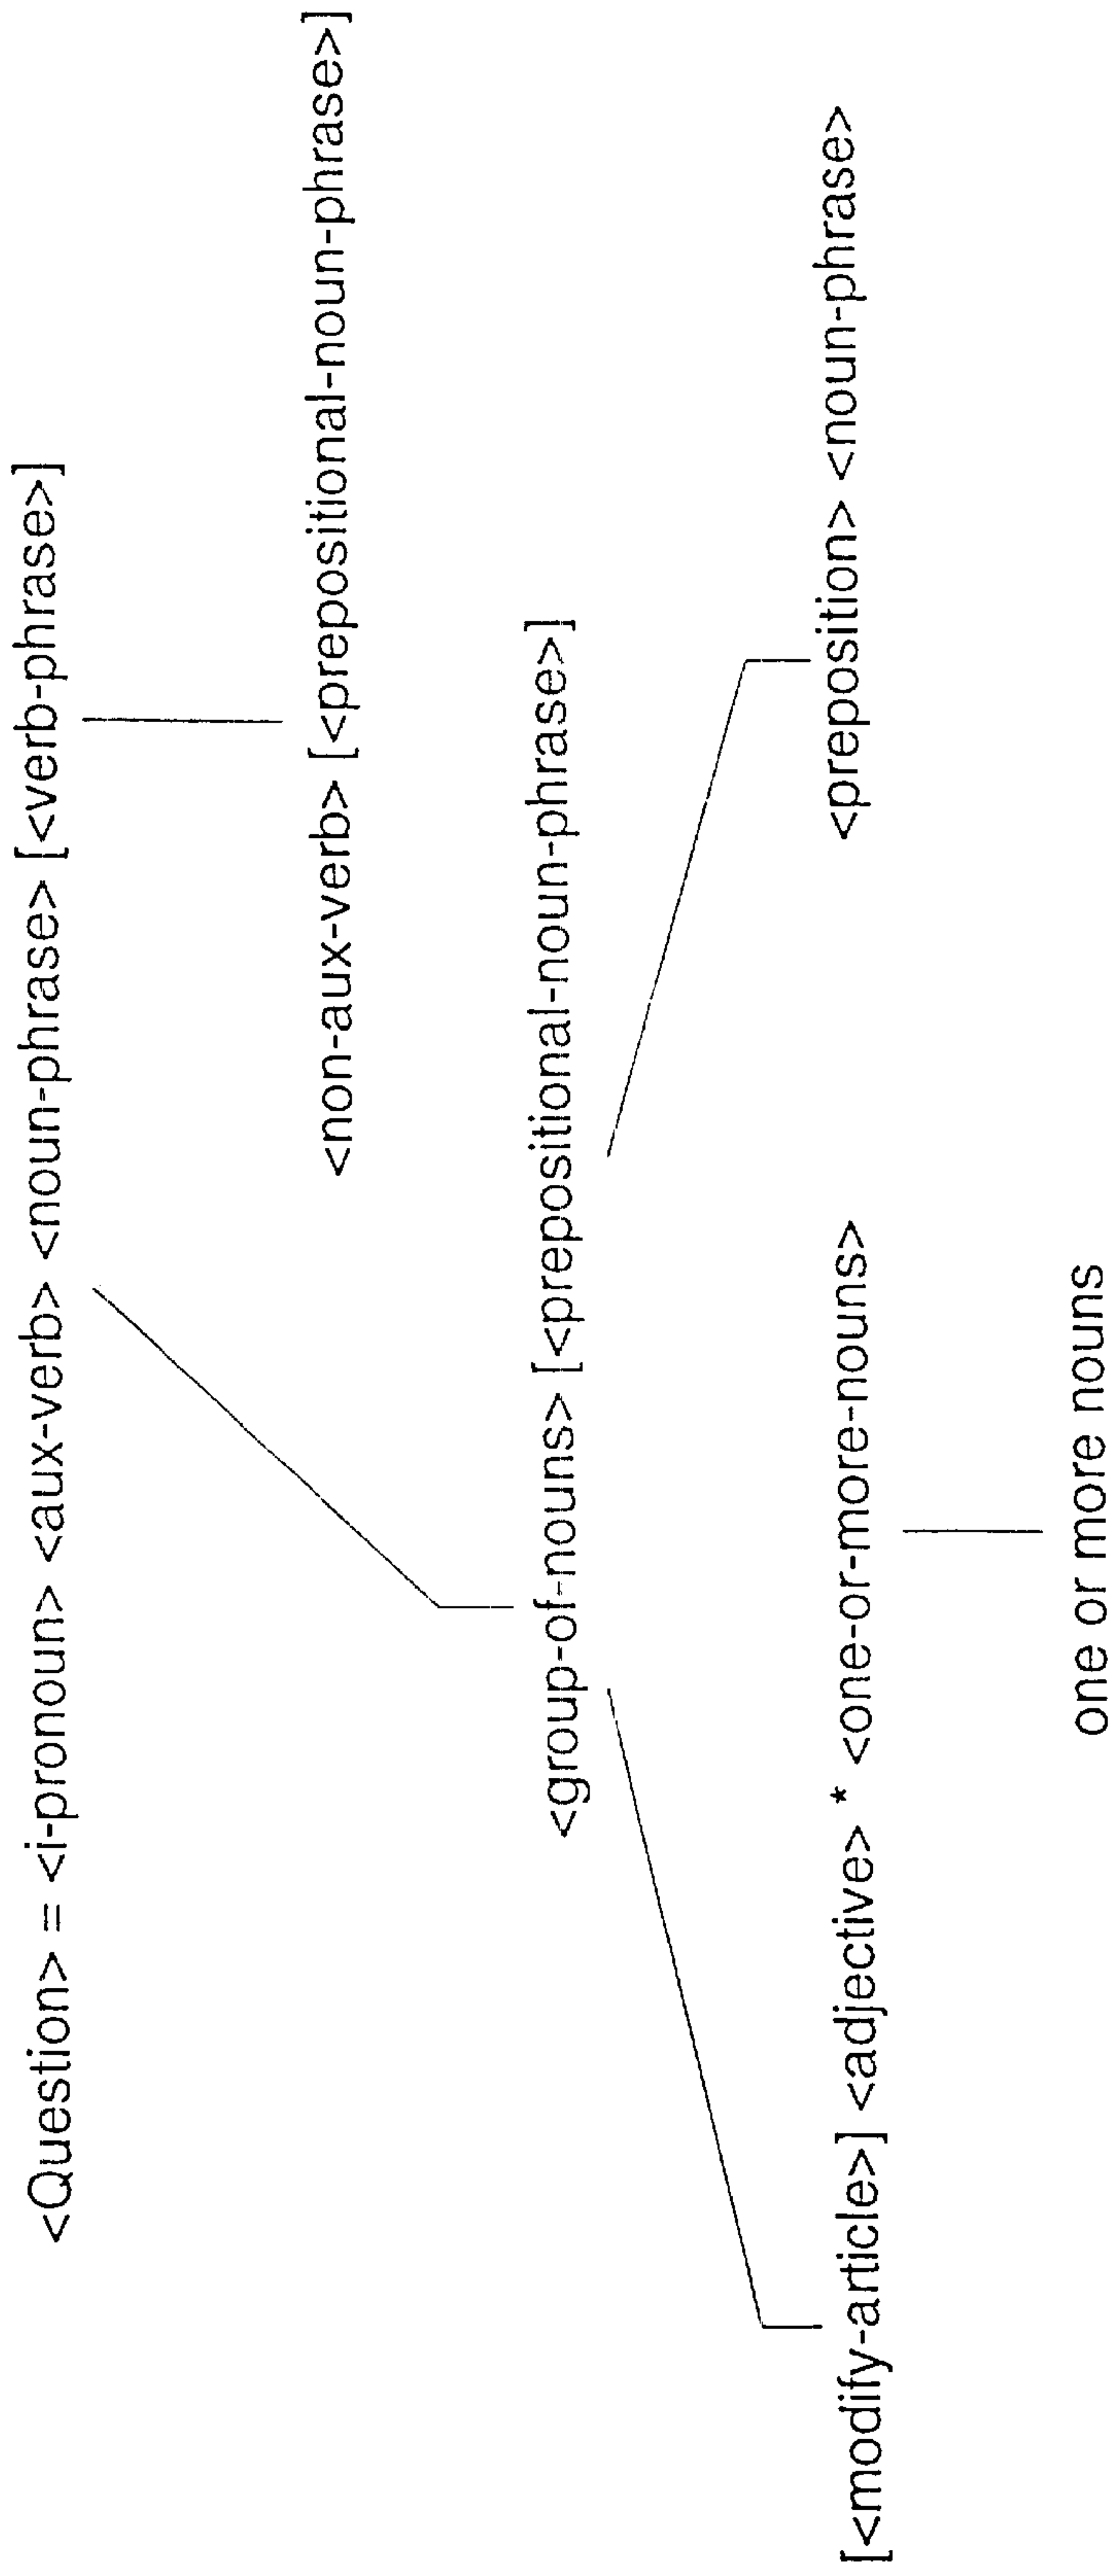 <Question> = <i-pronoun> <aux-verb> <noun-phrase> [<verb-phrase>]
<non-aux-verb> [<prepositional-noun-phrase>]
<group-of-nouns> [<prepositional-noun-phrase>]
[<modify-article>] <adjective> * <one-or-more-nouns>
<preposition> <noun-phrase>
one or more nouns